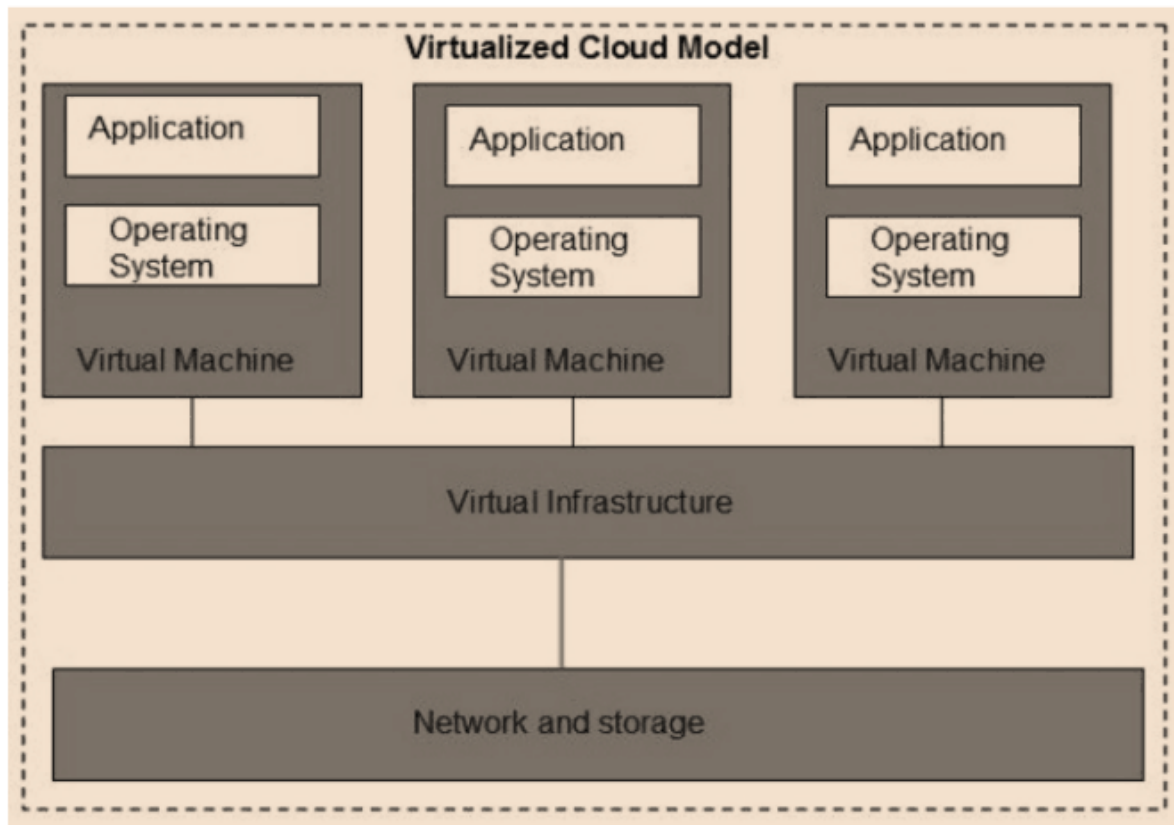 Virtualized Cloud Model
Application
Operating
System
Virtual Machine
Application
Operating
System
Virtual Machine
Application
Operating
System
Virtual Machine
Virtual Infrastructure
Network and storage